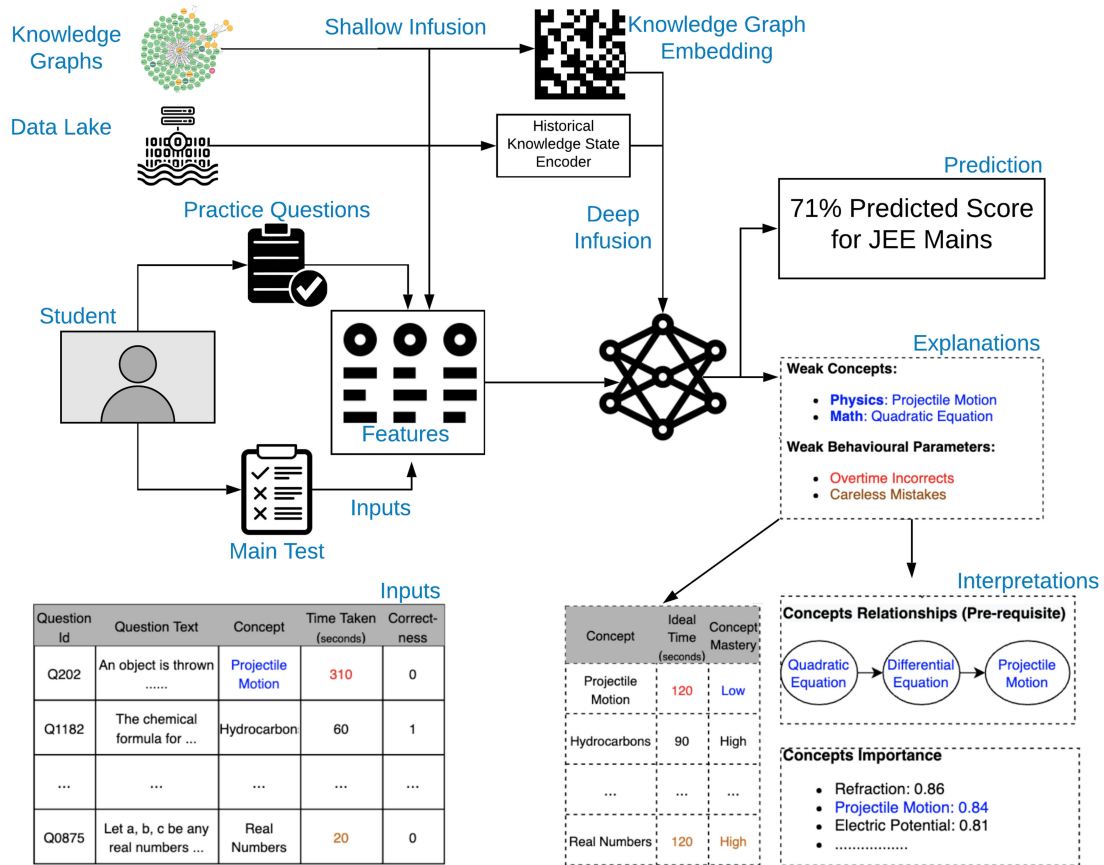 Knowledge
Graphs
Shallow Infusion
Knowledge Graph
Embedding
Data Lake
Historical
Knowledge State
Encoder
Prediction
71% Predicted Score
for JEE Mains
Practice Questions
Deep
Infusion
Student
Features
Explanations
Weak Concepts:
• Physics: Projectile Motion
• Math: Quadratic Equation
Weak Behavioural Parameters:
• Overtime Incorrects
• Careless Mistakes
Inputs
Main Test
Inputs
Question Id Question Text Concept Time Taken (seconds) Correct-ness
Q202 An object is thrown ...... Projectile Motion 310 0
Q1182 The chemical formula for ... Hydrocarbon 60 1
... ... ... ... ...
Q0875 Let a, b, c be any real numbers ... Real Numbers 20 0
Concept Ideal Time (seconds) Concept Mastery
Projectile Motion 120 Low
Hydrocarbons 90 High
... ... ...
Real Numbers 120 High
Interpretations
Concepts Relationships (Pre-requisite)
Quadratic Equation
Differential Equation
Projectile Motion
Concepts Importance
• Refraction: 0.86
• Projectile Motion: 0.84
• Electric Potential: 0.81
• .................